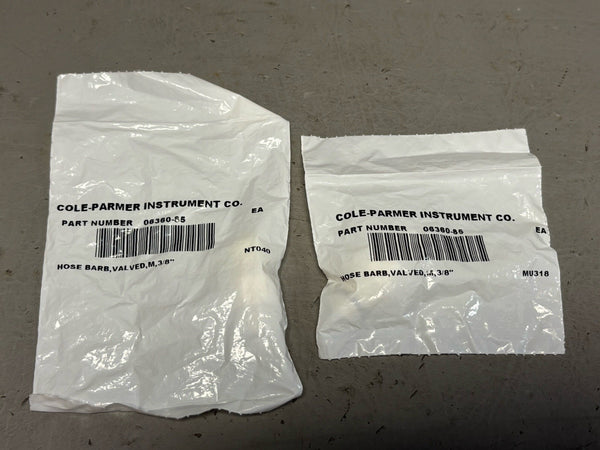 COLE-PARMER INSTRUMENT CO.
EA
PART NUMBER 06360-85
NT040
HOSE BARB,VALVED,M,3/8"
COLE-PARMER INSTRUMENT CO.
PART NUMBER 06360-85
EA
HOSE BARB,VALVED,M,3/8"
MU318